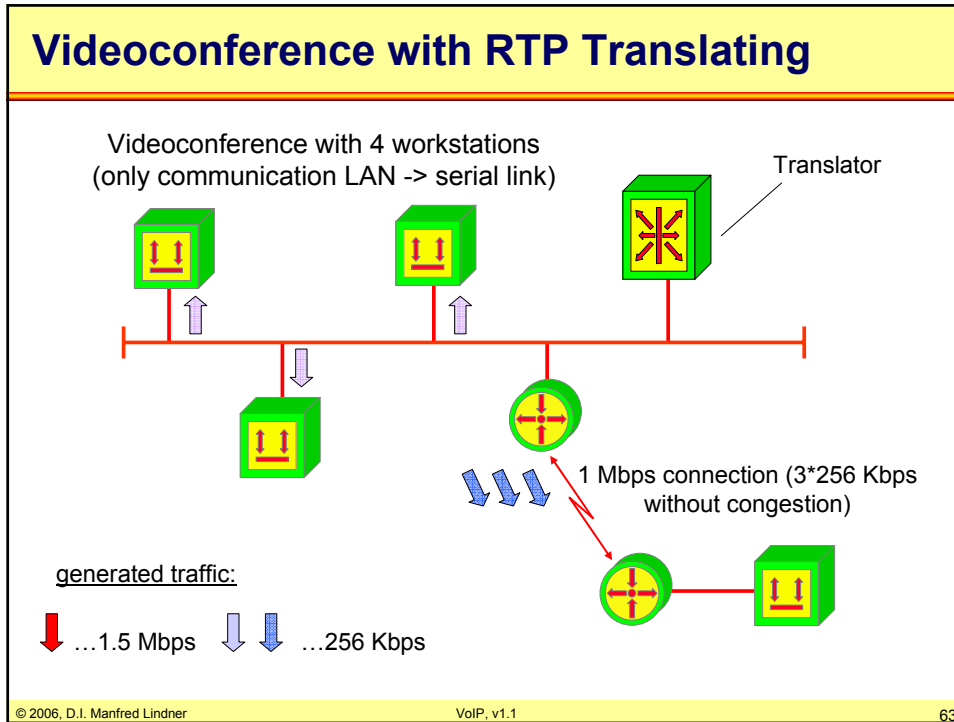 Videoconference with RTP Translating
Videoconference with 4 workstations
(only communication LAN -> serial link)
Translator
1 Mbps connection (3*256 Kbps
without congestion)
generated traffic:
…1.5 Mbps
…256 Kbps
© 2006, D.I. Manfred Lindner
VoIP, v1.1
63